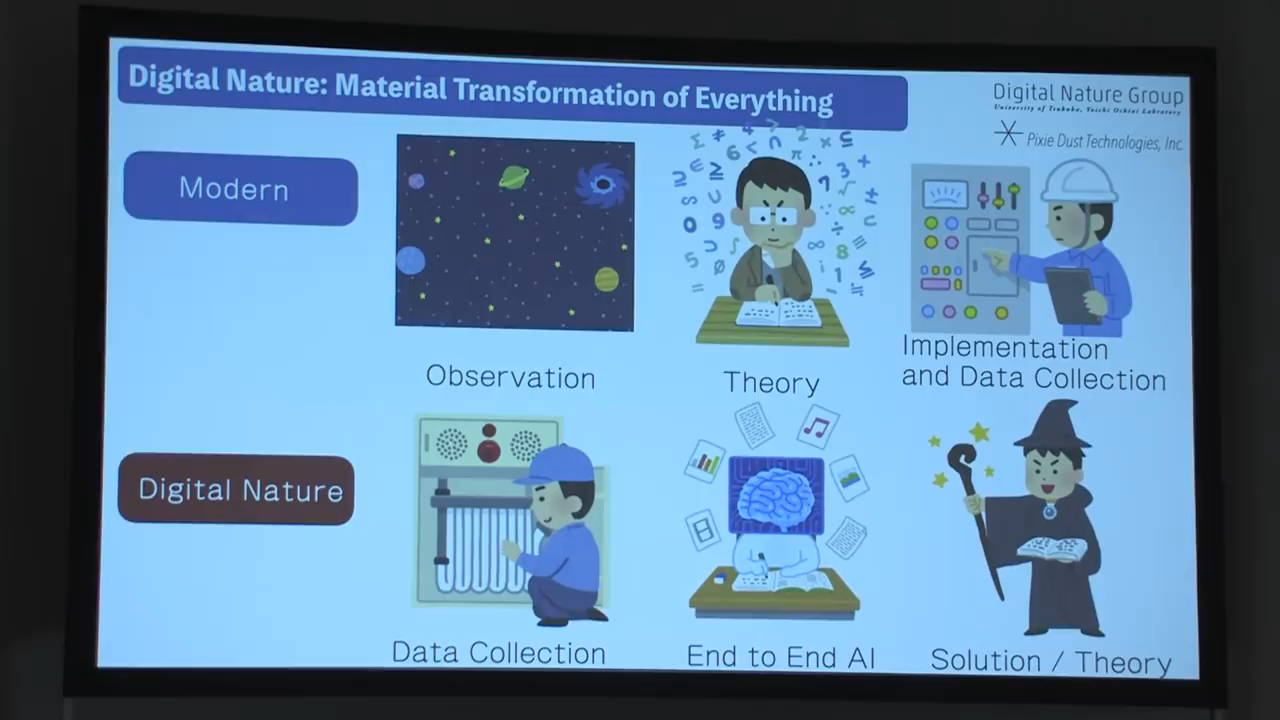 Digital Nature: Material Transformation of Everything
Digital Nature Group
University of Tsukuba, Yoichi Ochiai Laboratory
Pixie Dust Technologies, Inc.
Modern
Observation
Theory
Implementation
and Data Collection
Digital Nature
Data Collection
End to End AI
Solution / Theory